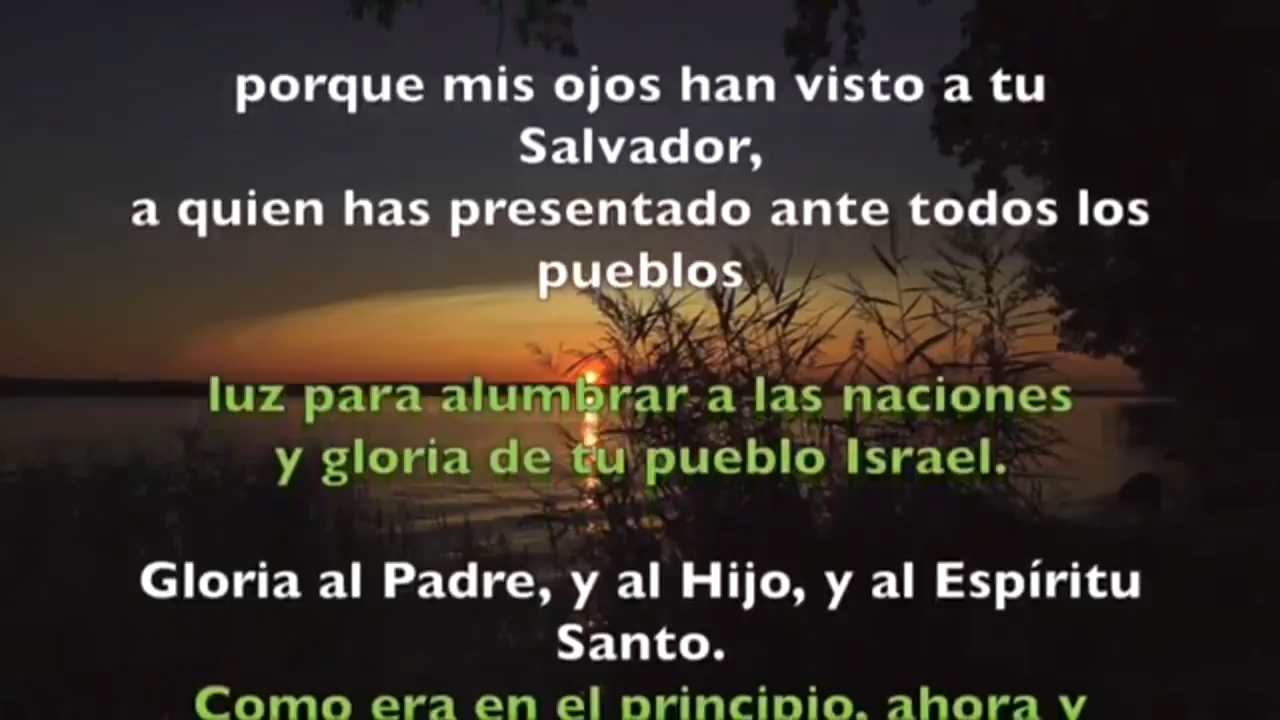 porque mis ojos han visto a tu
Salvador,
a quien has presentado ante todos los
pueblos
luz para alumbrar a las naciones
y gloria de tu pueblo Israel.
Gloria al Padre, y al Hijo, y al Espíritu
Santo.
Como era en el principio, ahora y